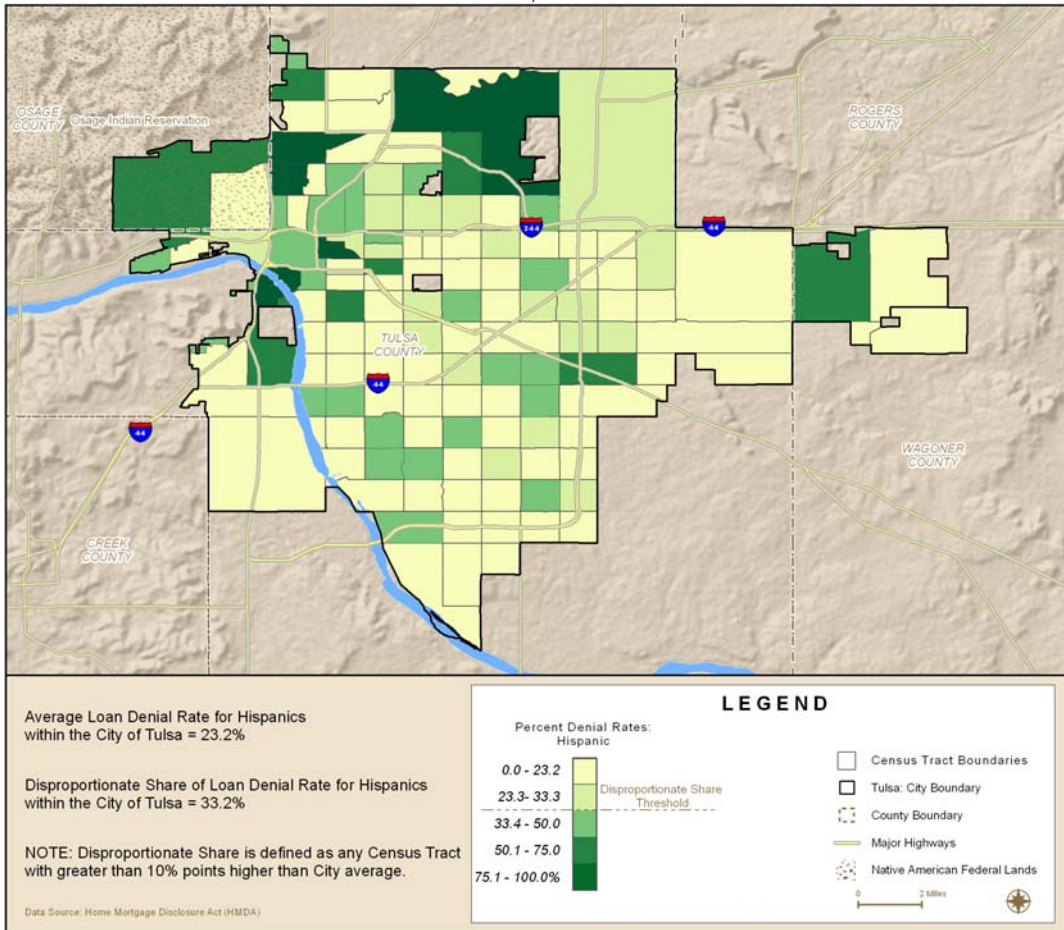 OSAGE
COUNTY
Osage Indian Reservation
ROGERS
COUNTY
244
44
TULSA
COUNTY
44
44
WAGONER
COUNTY
CREEK
COUNTY
Average Loan Denial Rate for Hispanics
within the City of Tulsa = 23.2%
Disproportionate Share of Loan Denial Rate for Hispanics
within the City of Tulsa = 33.2%
NOTE: Disproportionate Share is defined as any Census Tract
with greater than 10% points higher than City average.
Data Source: Home Mortgage Disclosure Act (HMDA)
LEGEND
Percent Denial Rates:
Hispanic
0.0 - 23.2
23.3- 33.3
Disproportionate Share
Threshold
33.4 - 50.0
50.1 - 75.0
75.1 - 100.0%
Census Tract Boundaries
Tulsa: City Boundary
County Boundary
Major Highways
Native American Federal Lands
0 2 Miles